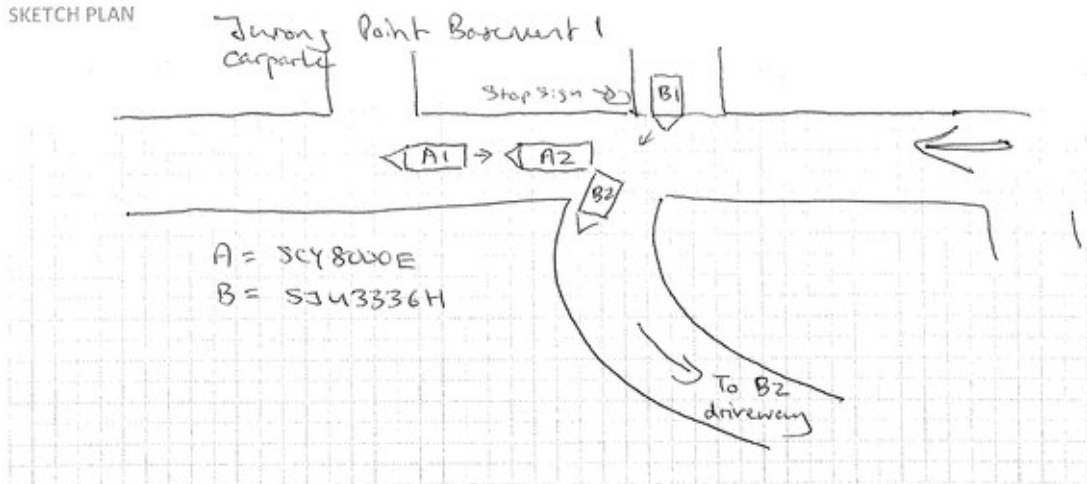 SKETCH PLAN
Jurong Point Basement 1
carpark
Stop sign
B1
A1
A2
B2
A = SCY8000E
B = SJU3336H
To B2
driveway